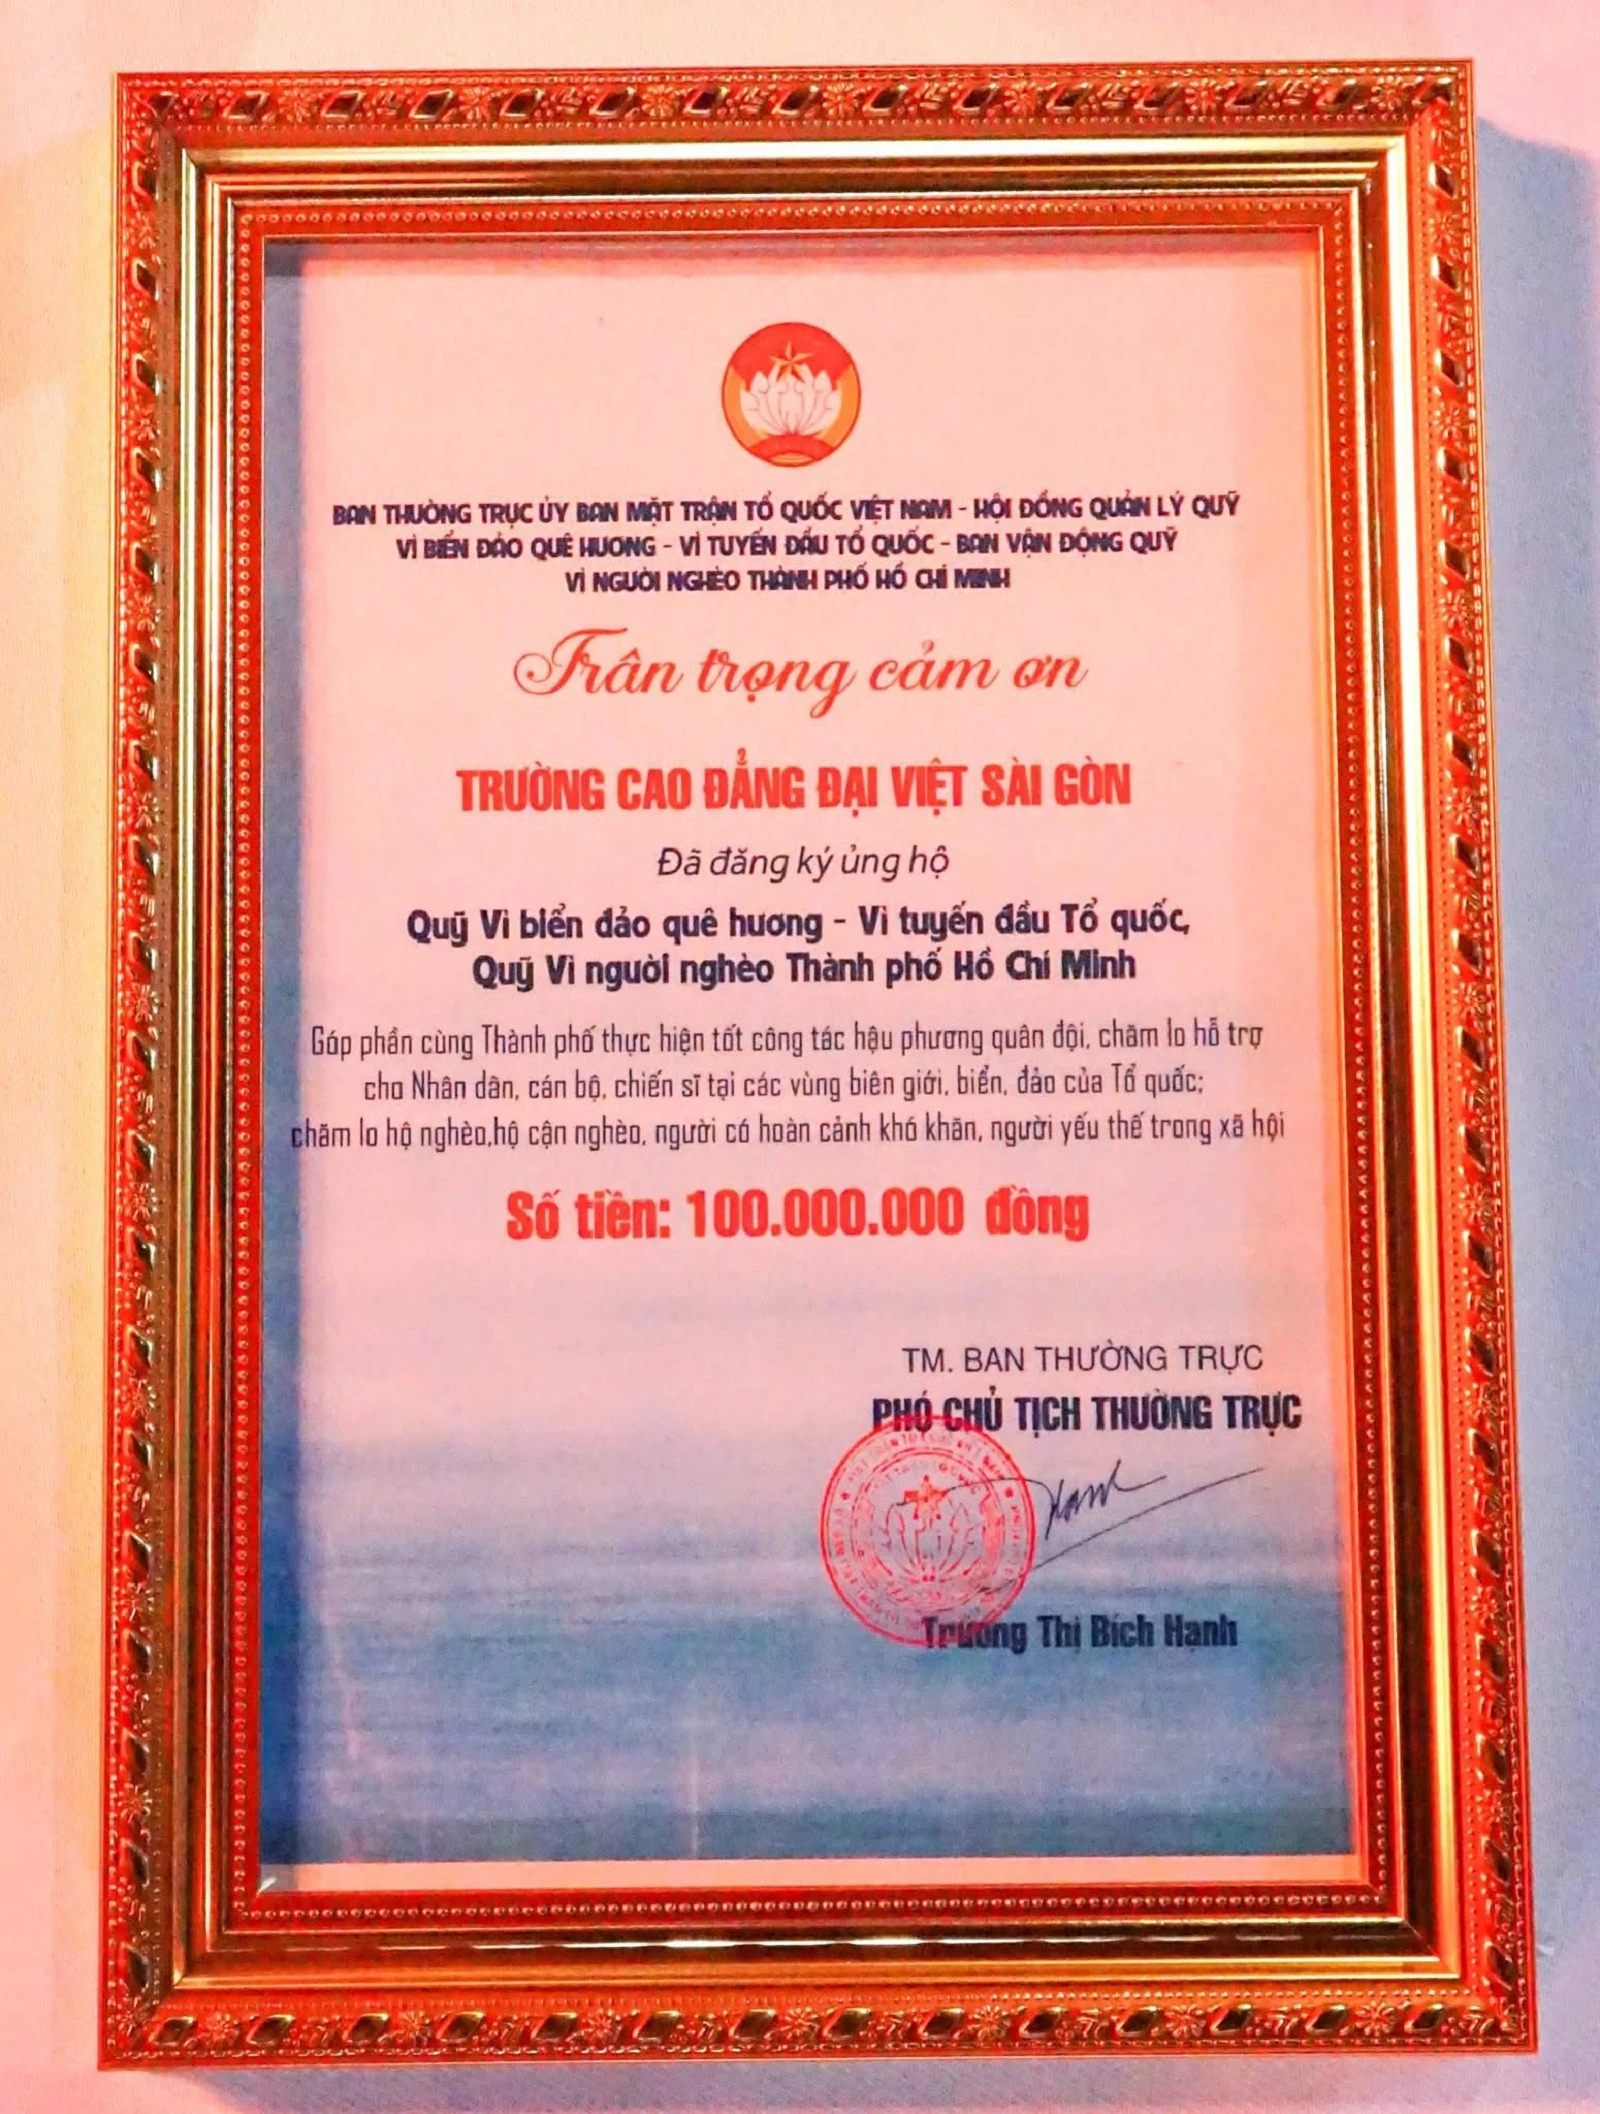 BAN THƯỜNG TRỰC ỦY BAN MẶT TRẬN TỔ QUỐC VIỆT NAM - HỘI ĐỒNG QUẢN LÝ QUỸ
VÌ BIỂN ĐẢO QUÊ HƯƠNG - VÌ TUYẾN ĐẦU TỔ QUỐC - BAN VẬN ĐỘNG QUỸ
VÌ NGƯỜI NGHÈO THÀNH PHỐ HỒ CHÍ MINH
Trân trọng cảm ơn
TRƯỜNG CAO ĐẲNG ĐẠI VIỆT SÀI GÒN
Đã đăng ký ủng hộ
Quỹ Vì biển đảo quê hương - Vì tuyến đầu Tổ quốc,
Quỹ Vì người nghèo Thành phố Hồ Chí Minh
Góp phần cùng Thành phố thực hiện tốt công tác hậu phương quân đội, chăm lo hỗ trợ
cho Nhân dân, cán bộ, chiến sĩ tại các vùng biên giới, biển, đảo của Tổ quốc;
chăm lo hộ nghèo,hộ cận nghèo, người có hoàn cảnh khó khăn, người yếu thế trong xã hội
Số tiền: 100.000.000 đồng
TM. BAN THƯỜNG TRỰC
PHÓ CHỦ TỊCH THƯỜNG TRỰC
Trương Thị Bích Hạnh